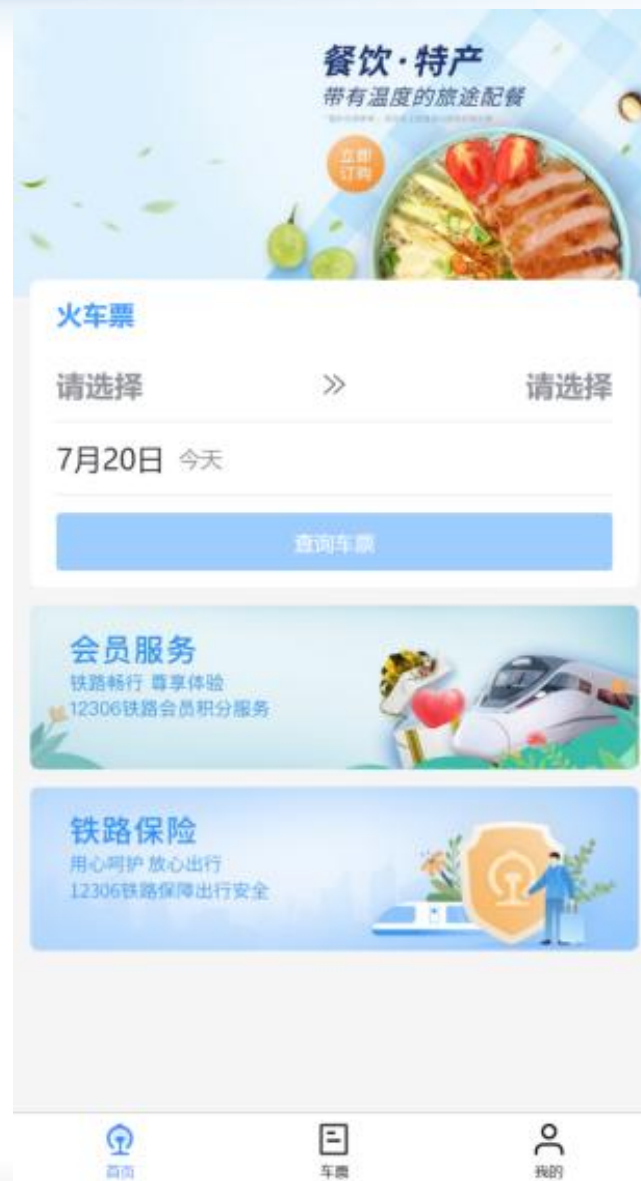 餐饮·特产
带有温度的旅途配餐
立即
订购
火车票
请选择 >> 请选择
7月20日 今天
查询车票
会员服务
铁路畅行 尊享体验
12306铁路会员积分服务
铁路保险
用心呵护 放心出行
12306铁路保障出行安全
首页 车票 我的